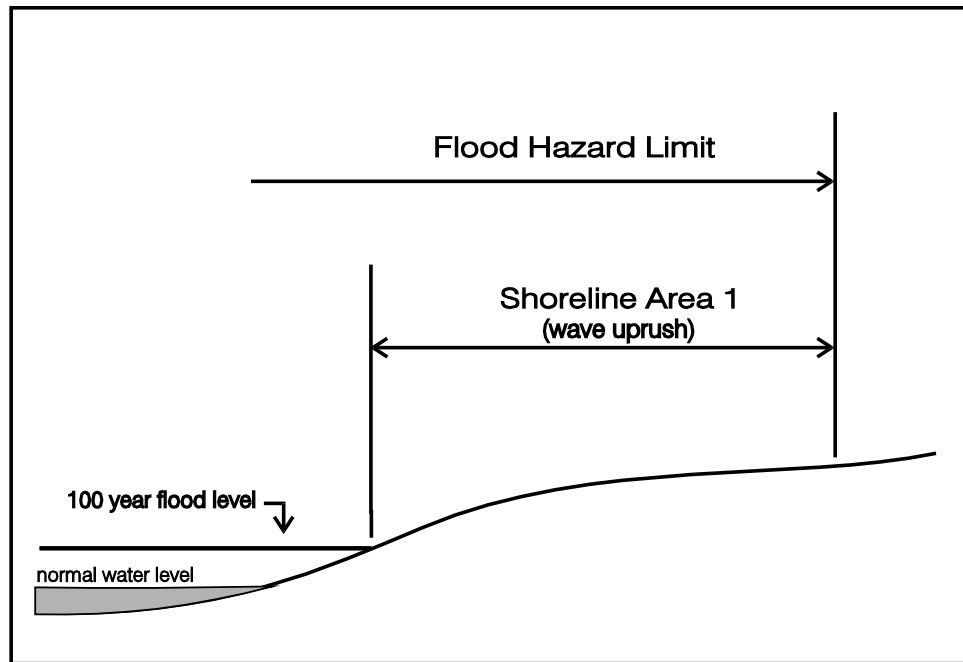 Flood Hazard Limit
Shoreline Area 1
(wave uprush)
100 year flood level
normal water level